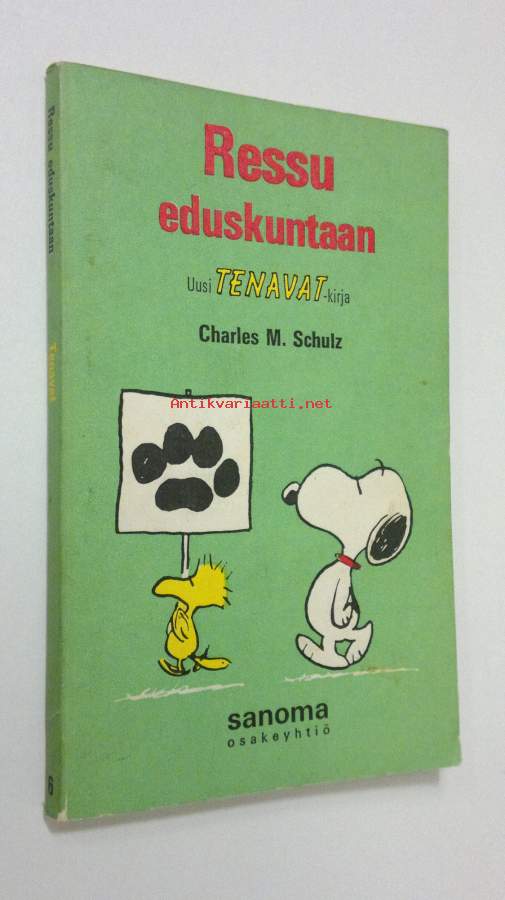 Ressu
eduskuntaan
Uusi TENAVAT-kirja
Charles M. Schulz
Antikvariaatti.net
sanoma
osakeyhtiö
Ressu eduskuntaan
Tenavat
6